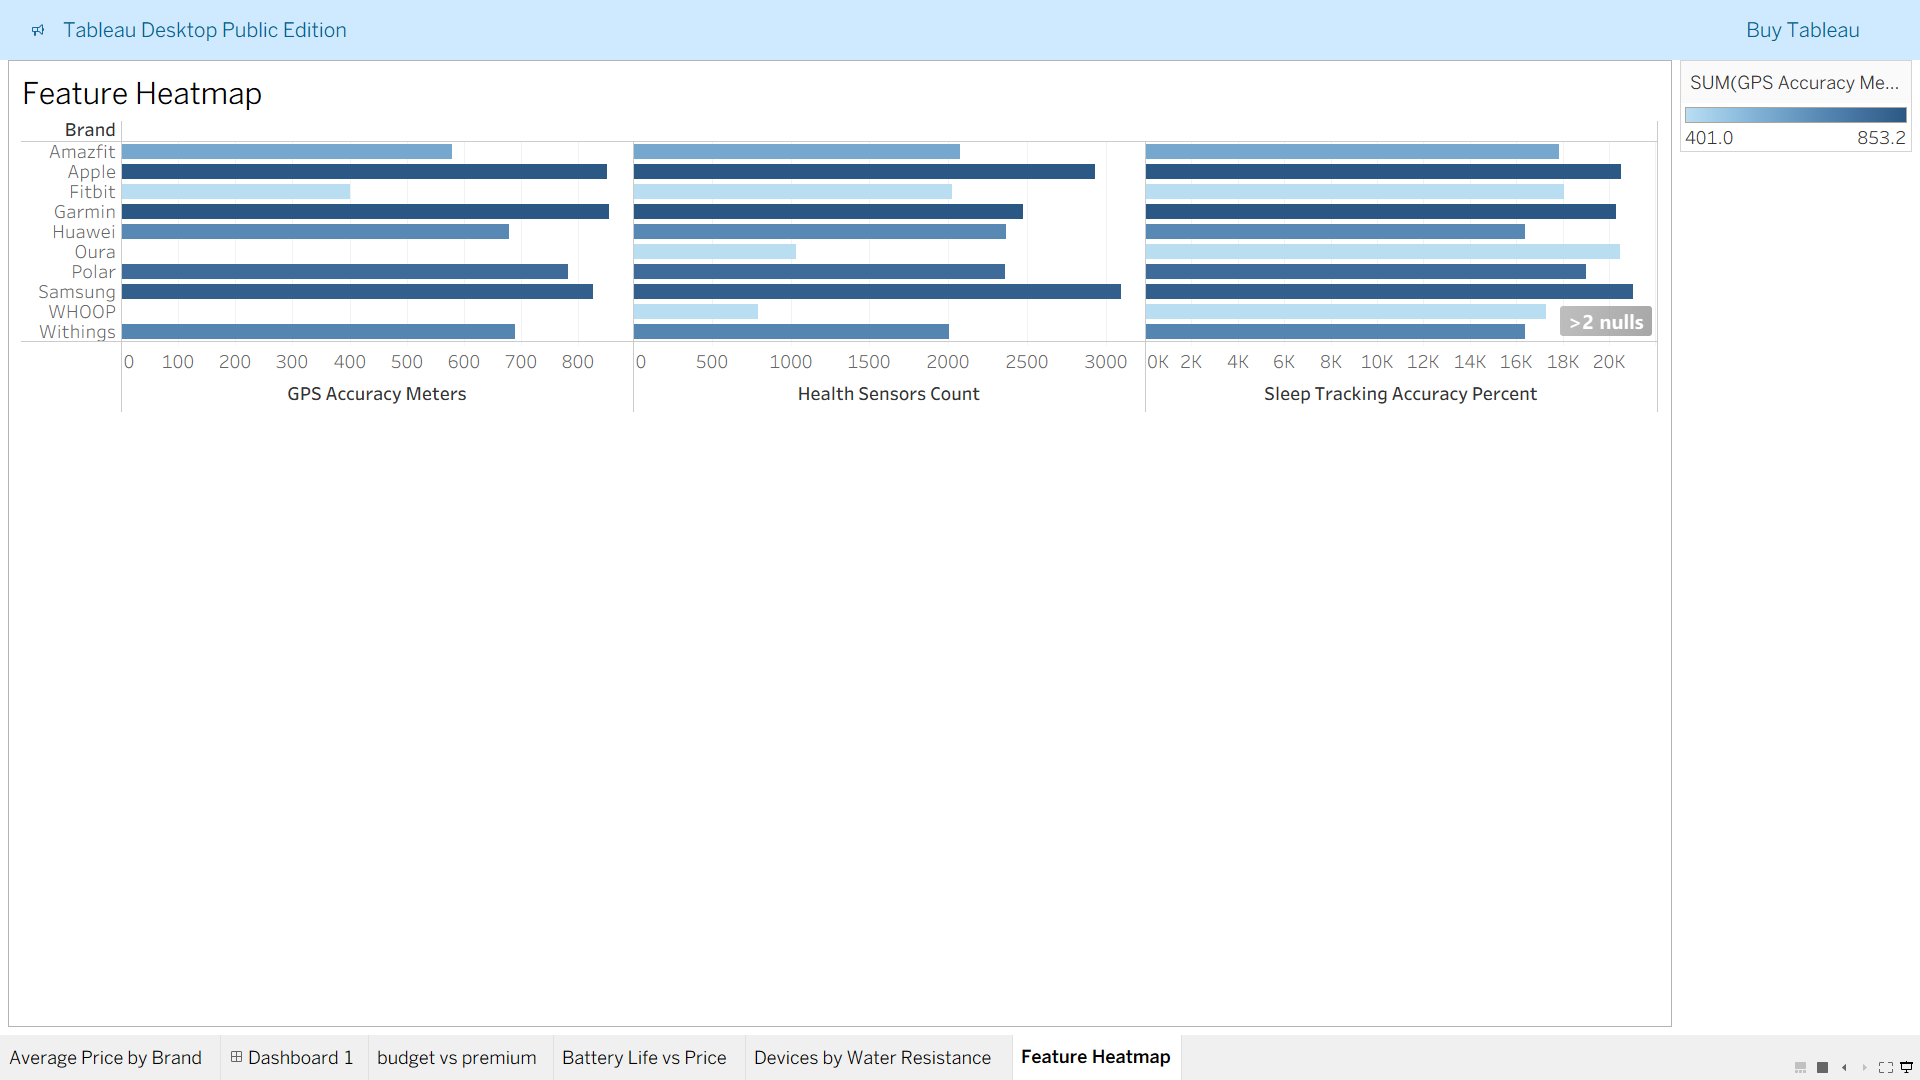 Tableau Desktop Public Edition
Buy Tableau
Feature Heatmap
SUM(GPS Accuracy Me...
401.0 853.2
Brand
Amazfit
Apple
Fitbit
Garmin
Huawei
Oura
Polar
Samsung
WHOOP
Withings
>2 nulls
0 100 200 300 400 500 600 700 800
0 500 1000 1500 2000 2500 3000
0K 2K 4K 6K 8K 10K 12K 14K 16K 18K 20K
GPS Accuracy Meters
Health Sensors Count
Sleep Tracking Accuracy Percent
Average Price by Brand
Dashboard 1
budget vs premium
Battery Life vs Price
Devices by Water Resistance
Feature Heatmap